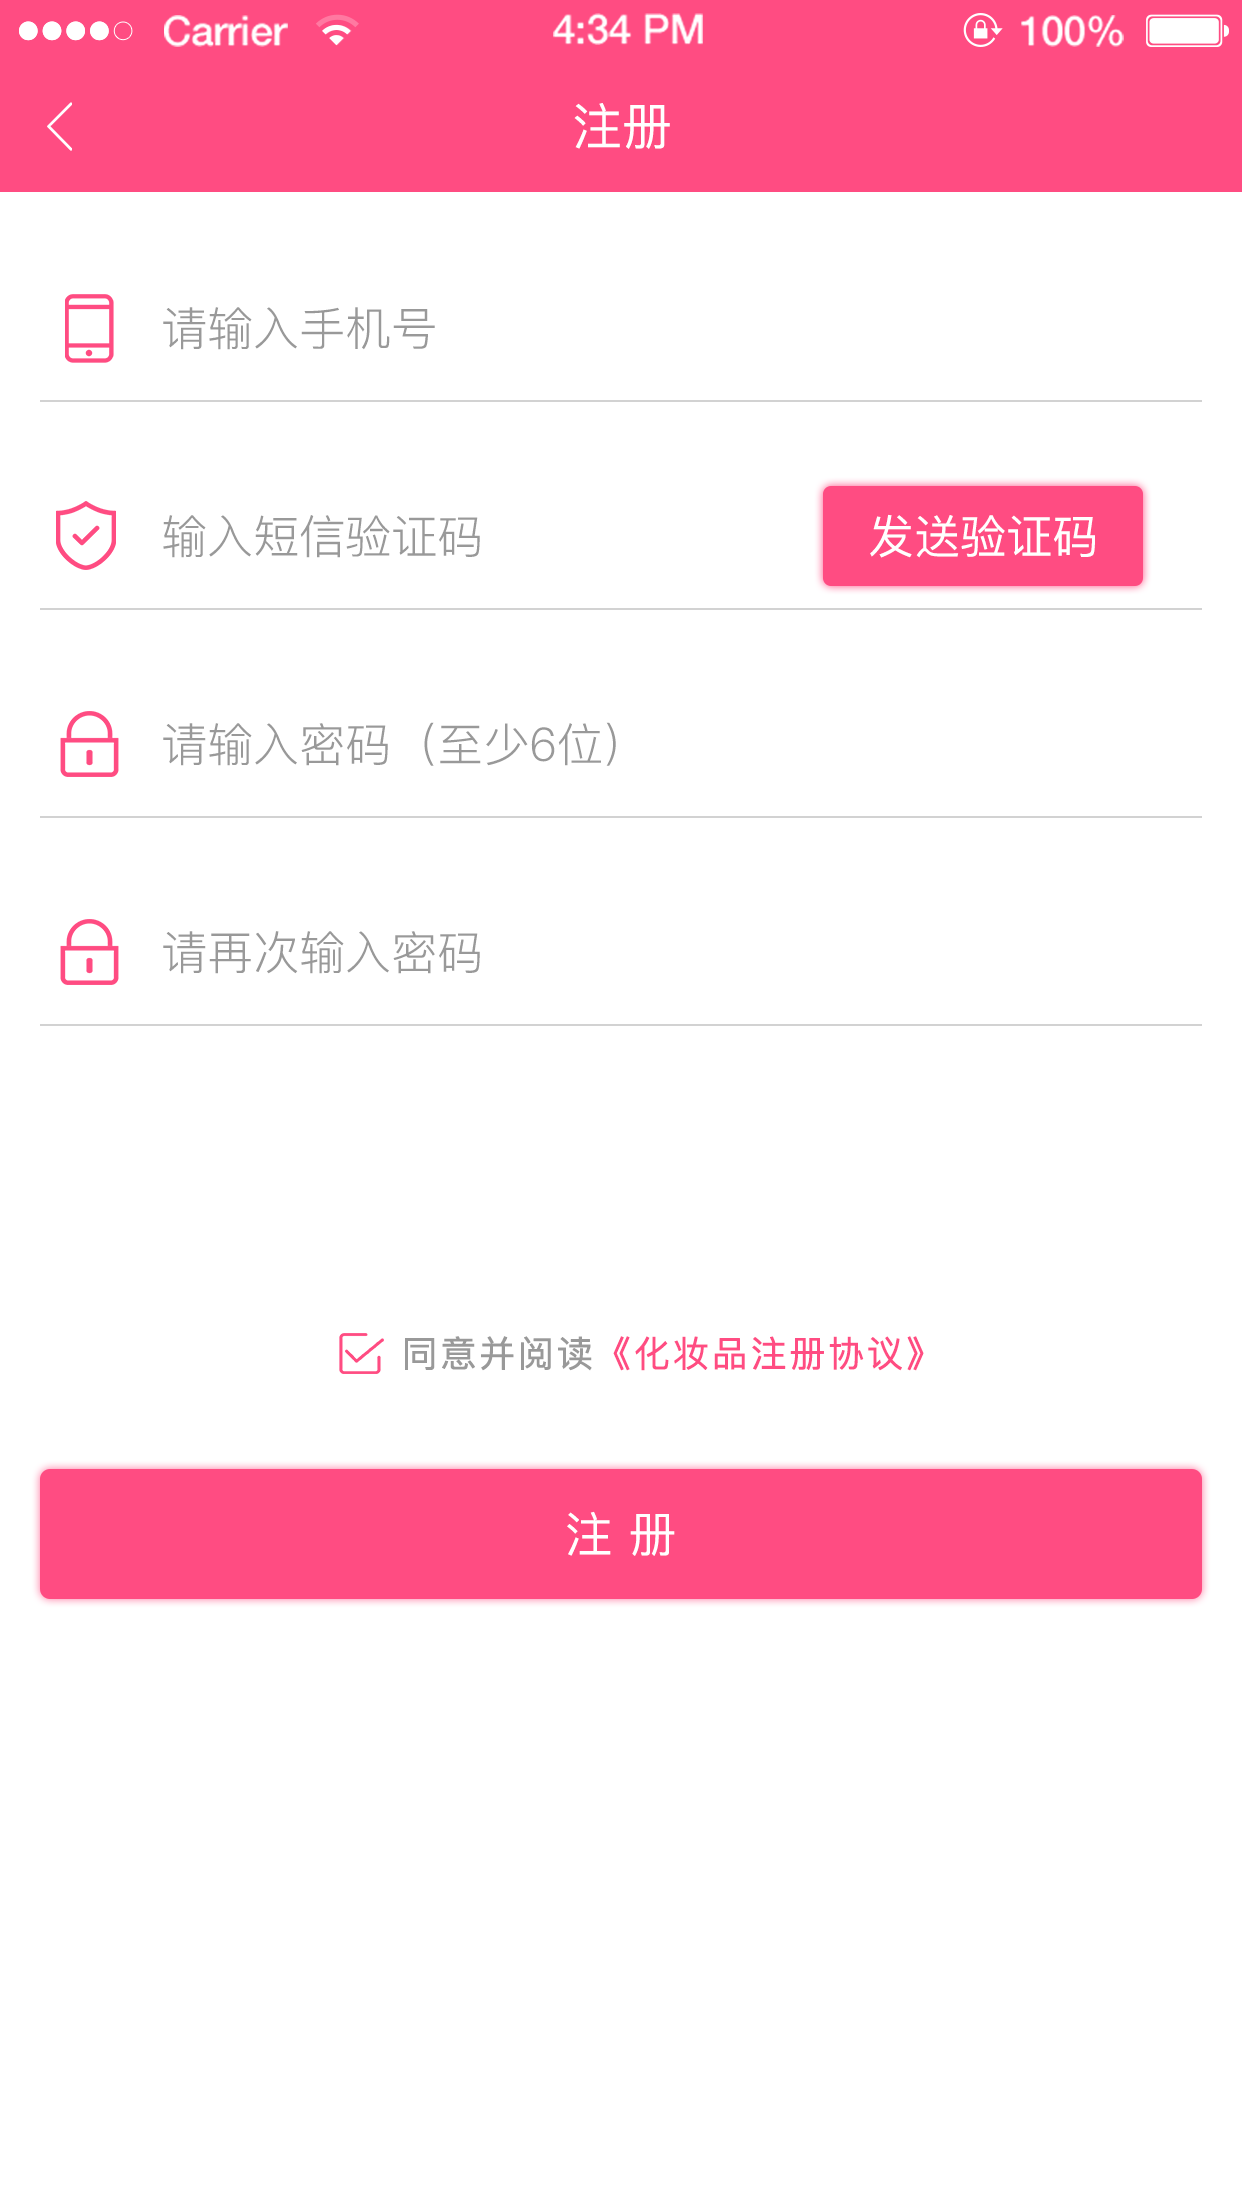 Carrier 4:34 PM 100%
注册
请输入手机号
输入短信验证码 发送验证码
请输入密码（至少6位）
请再次输入密码
同意并阅读《化妆品注册协议》
注 册